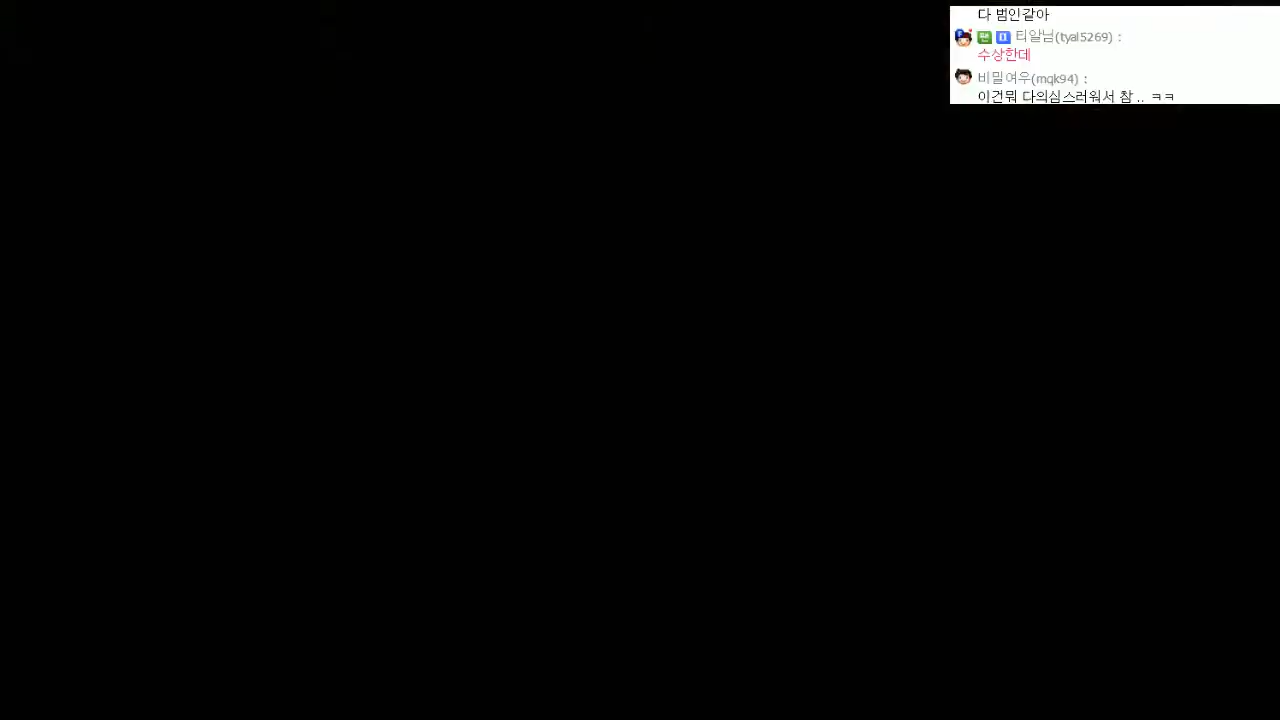 다 범인같아
티알님(tyal5269) :
수상한데
비밀여우(mqk94) :
이건뭐 다의심스러워서 참 .. ㅋㅋ